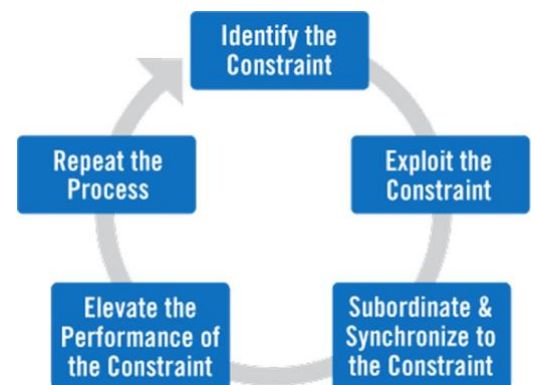 Identify the
Constraint
Exploit the
Constraint
Subordinate &
Synchronize to
the Constraint
Elevate the
Performance of
the Constraint
Repeat the
Process